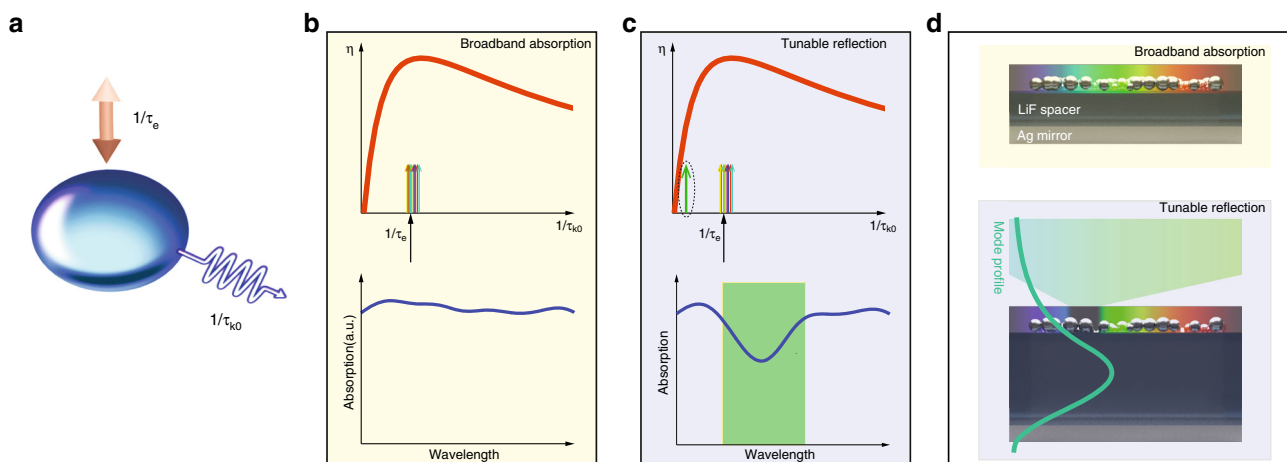 a
1/τe
1/τk0
b
Broadband absorption
η
1/τk0
1/τe
Absorption(a.u.)
Wavelength
c
Tunable reflection
η
1/τk0
1/τe
Absorption
Wavelength
d
Broadband absorption
LiF spacer
Ag mirror
Tunable reflection
Mode profile